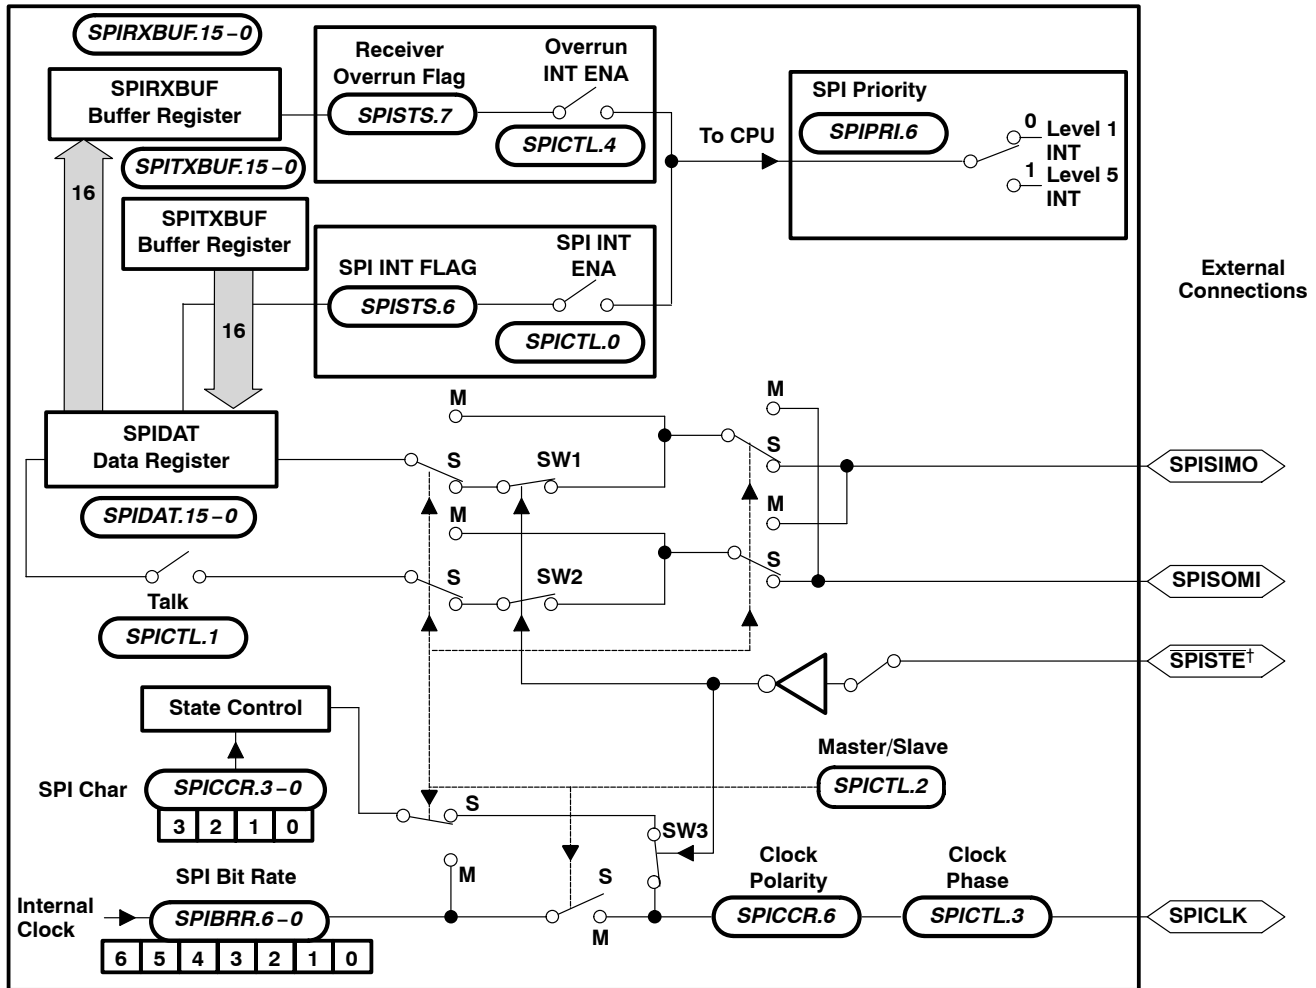 SPIRXBUF.15–0
SPIRXBUF
Buffer Register
SPITXBUF.15–0
16
SPITXBUF
Buffer Register
16
Receiver
Overrun Flag
SPISTS.7
Overrun
INT ENA
SPICTL.4
To CPU
SPI Priority
SPIPRI.6
0
Level 1
INT
1
Level 5
INT
SPI INT FLAG
SPISTS.6
SPI INT
ENA
SPICTL.0
External
Connections
SPIDAT
Data Register
SPIDAT.15–0
M
S
SW1
M
S
SPISIMO
M
S
SW2
M
S
SPISOMI
Talk
SPICTL.1
SPISTE†
State Control
SPI Char
SPICCR.3–0
3 2 1 0
Master/Slave
SPICTL.2
S
M
SW3
SPI Bit Rate
Internal
Clock
SPIBRR.6–0
6 5 4 3 2 1 0
S
M
Clock
Polarity
SPICCR.6
Clock
Phase
SPICTL.3
SPICLK